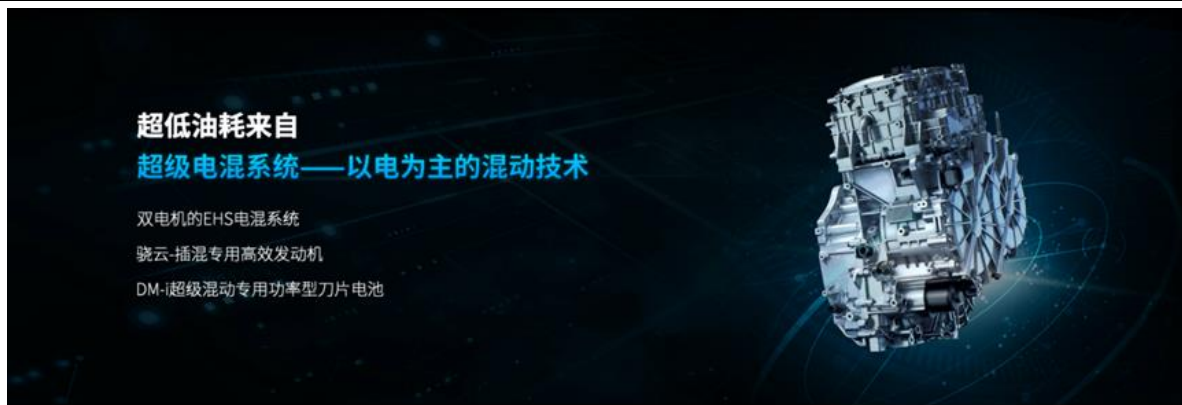 超低油耗来自
超级电混系统——以电为主的混动技术
双电机的EHS电混系统
骁云-插混专用高效发动机
DM-i超级混动专用功率型刀片电池